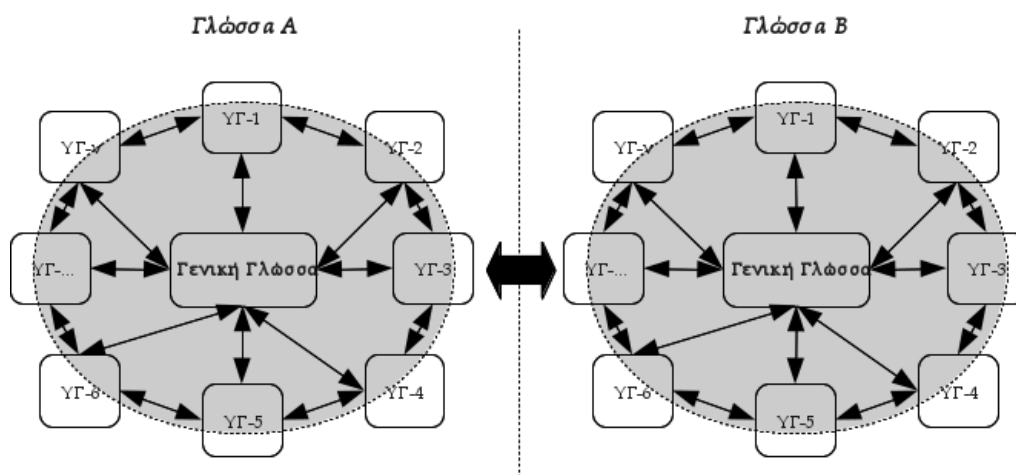 Γλώσσα Α
Γλώσσα Β
ΥΓ-1
ΥΓ-ν
ΥΓ-2
ΥΓ-...
Γενική Γλώσσα
ΥΓ-3
ΥΓ-6
ΥΓ-4
ΥΓ-5
ΥΓ-1
ΥΓ-ν
ΥΓ-2
ΥΓ-...
Γενική Γλώσσα
ΥΓ-3
ΥΓ-6
ΥΓ-4
ΥΓ-5